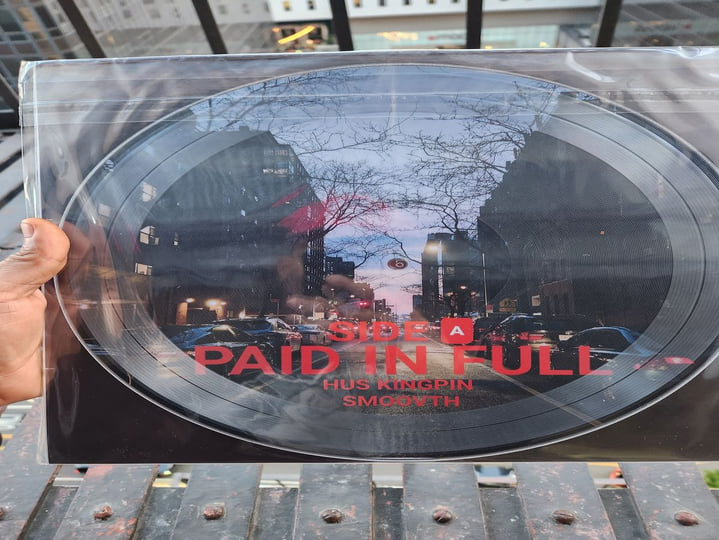 SIDE A
PAID IN FULL
HUS KINGPIN
SMOOVTH